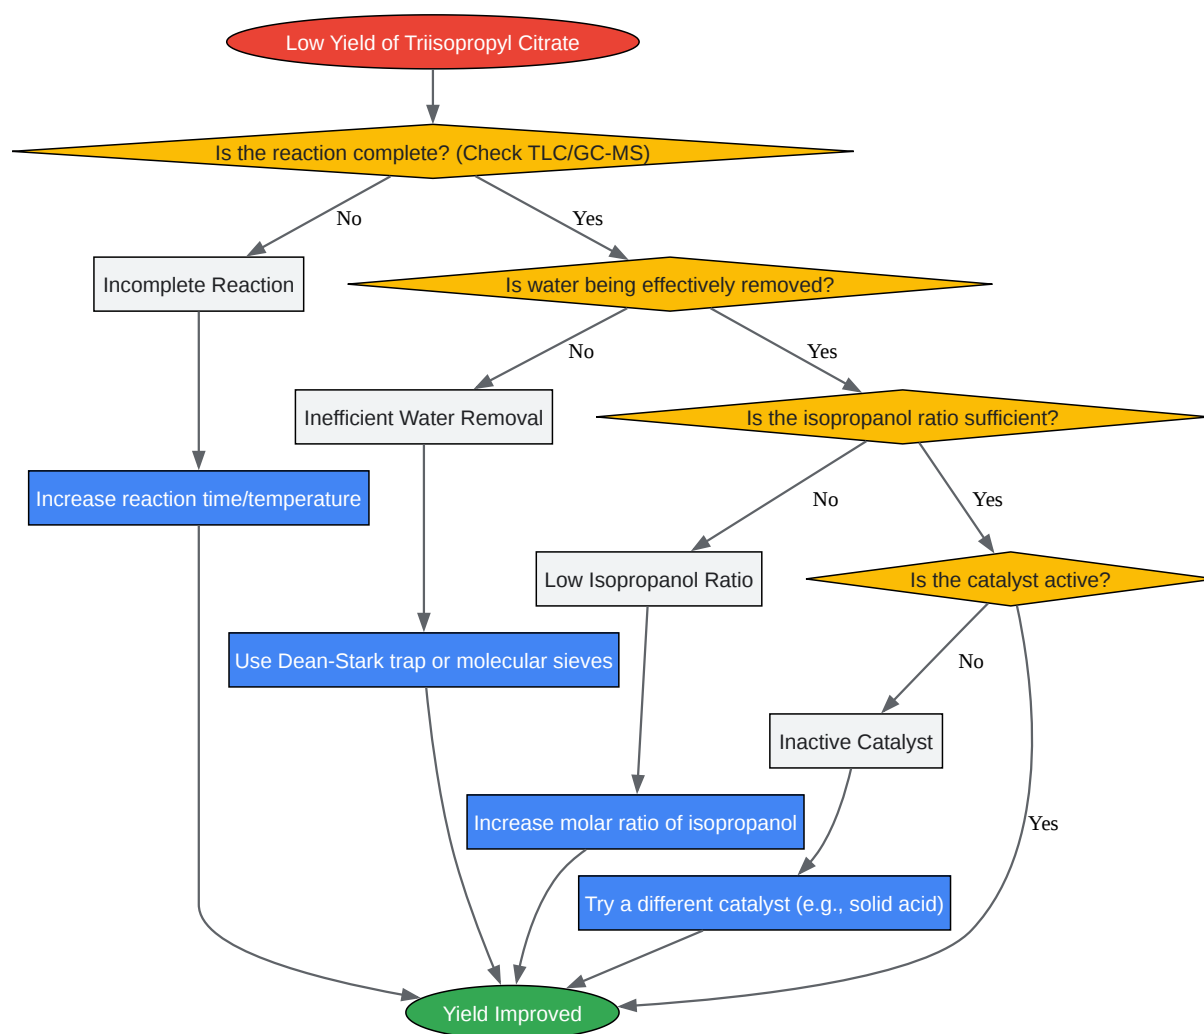 Low Yield of Triisopropyl Citrate
Is the reaction complete? (Check TLC/GC-MS)
No
Yes
Incomplete Reaction
Is water being effectively removed?
No
Yes
Inefficient Water Removal
Is the isopropanol ratio sufficient?
Increase reaction time/temperature
No
Yes
Low Isopropanol Ratio
Is the catalyst active?
Use Dean-Stark trap or molecular sieves
No
Inactive Catalyst
Increase molar ratio of isopropanol
Yes
Try a different catalyst (e.g., solid acid)
Yield Improved